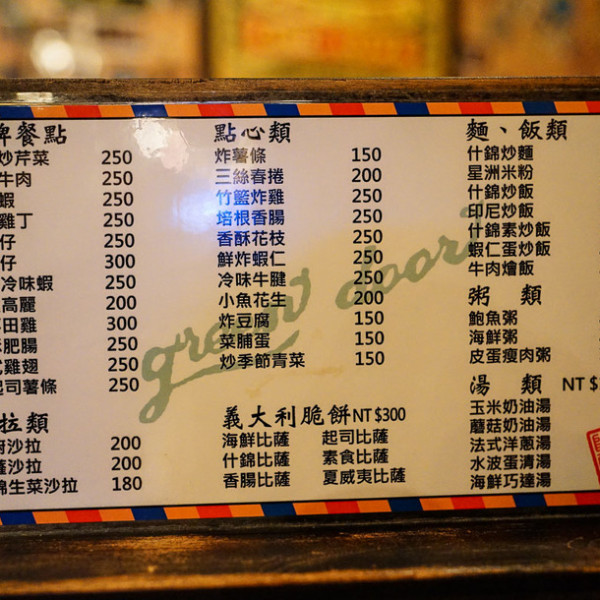 牌餐點
炒芹菜 250
牛肉 250
蝦 250
雞丁 250
仔 250
仔 300
冷味蝦 250
高麗 200
田雞 300
肥腸 250
雞翅 250
起司薯條 250
拉類
沙拉 200
沙拉 200
錦生菜沙拉 180
點心類
炸薯條 150
三絲春捲 200
竹籃炸雞 250
培根香腸 250
香酥花枝 250
鮮炸蝦仁 250
冷味牛腱 250
小魚花生 200
炸豆腐 150
菜脯蛋 150
炒季節青菜 150
義大利脆餅NT$300
海鮮比薩 起司比薩
什錦比薩 素食比薩
香腸比薩 夏威夷比薩
麵、飯類
什錦炒麵
星洲米粉
什錦炒飯
印尼炒飯
什錦素炒飯
蝦仁蛋炒飯
牛肉燴飯
粥 類
鮑魚粥
海鮮粥
皮蛋瘦肉粥
湯 類 NT $
玉米奶油湯
蘑菇奶油湯
法式洋蔥湯
水波蛋清湯
海鮮巧達湯
green door